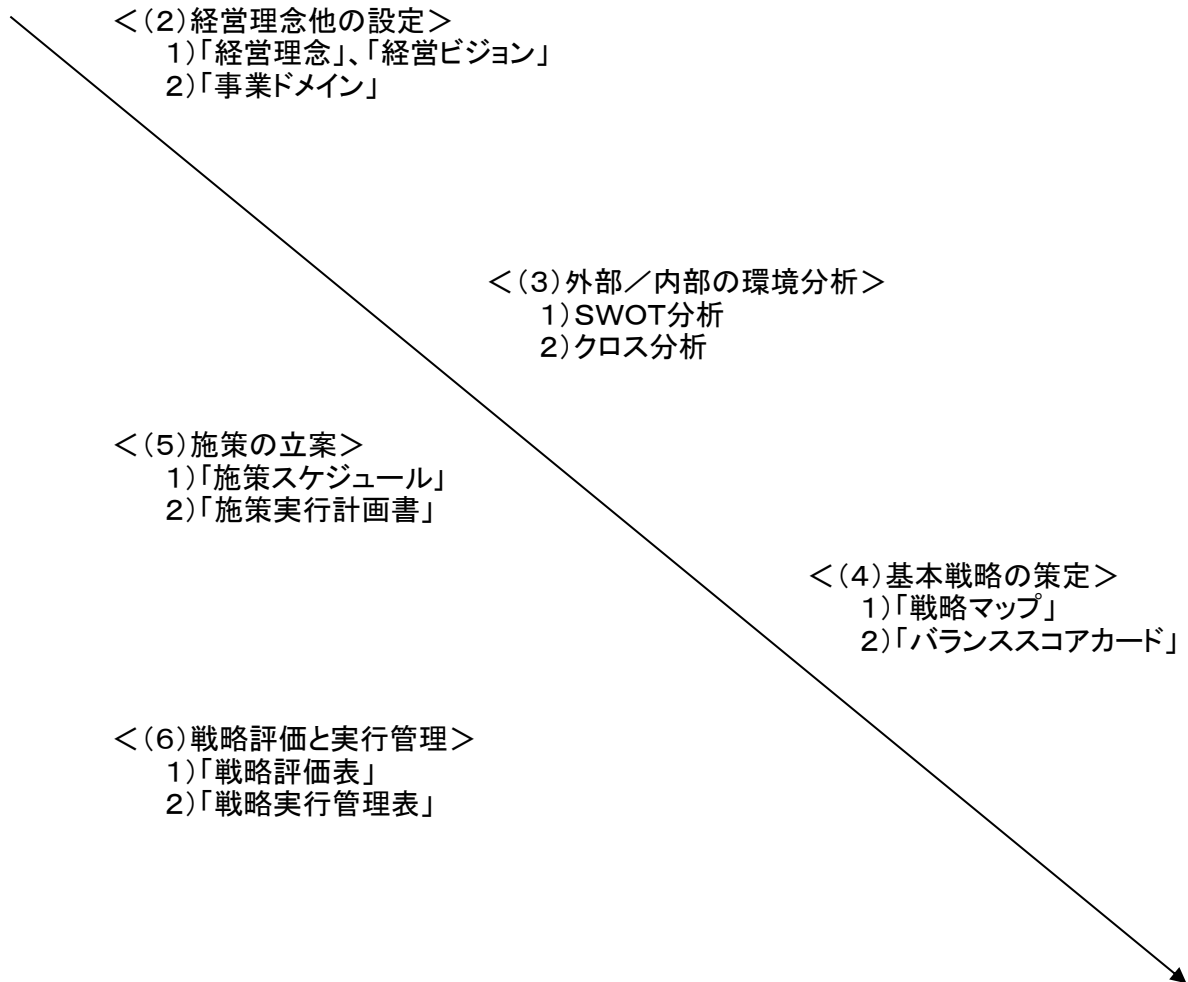 ＜（２）経営理念他の設定＞
１）「経営理念」、「経営ビジョン」
２）「事業ドメイン」
＜（３）外部／内部の環境分析＞
１）ＳＷＯＴ分析
２）クロス分析
＜（５）施策の立案＞
１）「施策スケジュール」
２）「施策実行計画書」
＜（４）基本戦略の策定＞
１）「戦略マップ」
２）「バランススコアカード」
＜（６）戦略評価と実行管理＞
１）「戦略評価表」
２）「戦略実行管理表」